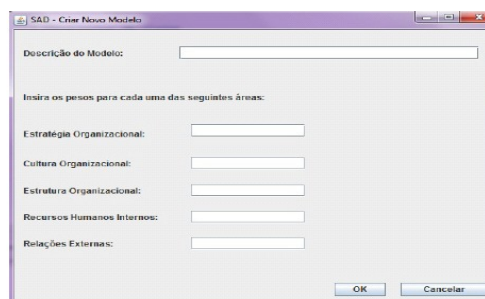 SAD - Criar Novo Modelo
Descrição do Modelo:
Insira os pesos para cada uma das seguintes áreas:
Estratégia Organizacional:
Cultura Organizacional:
Estrutura Organizacional:
Recursos Humanos Internos:
Relações Externas:
OK Cancelar